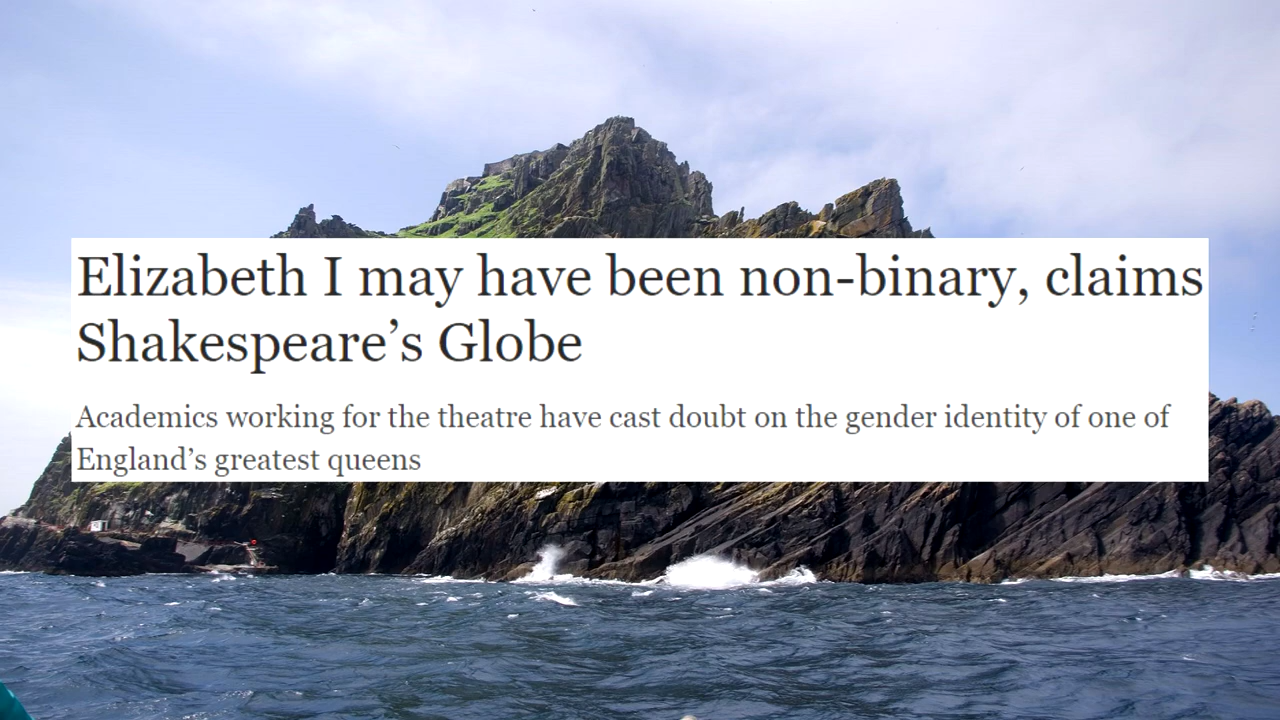 Elizabeth I may have been non-binary, claims
Shakespeare’s Globe
Academics working for the theatre have cast doubt on the gender identity of one of
England’s greatest queens